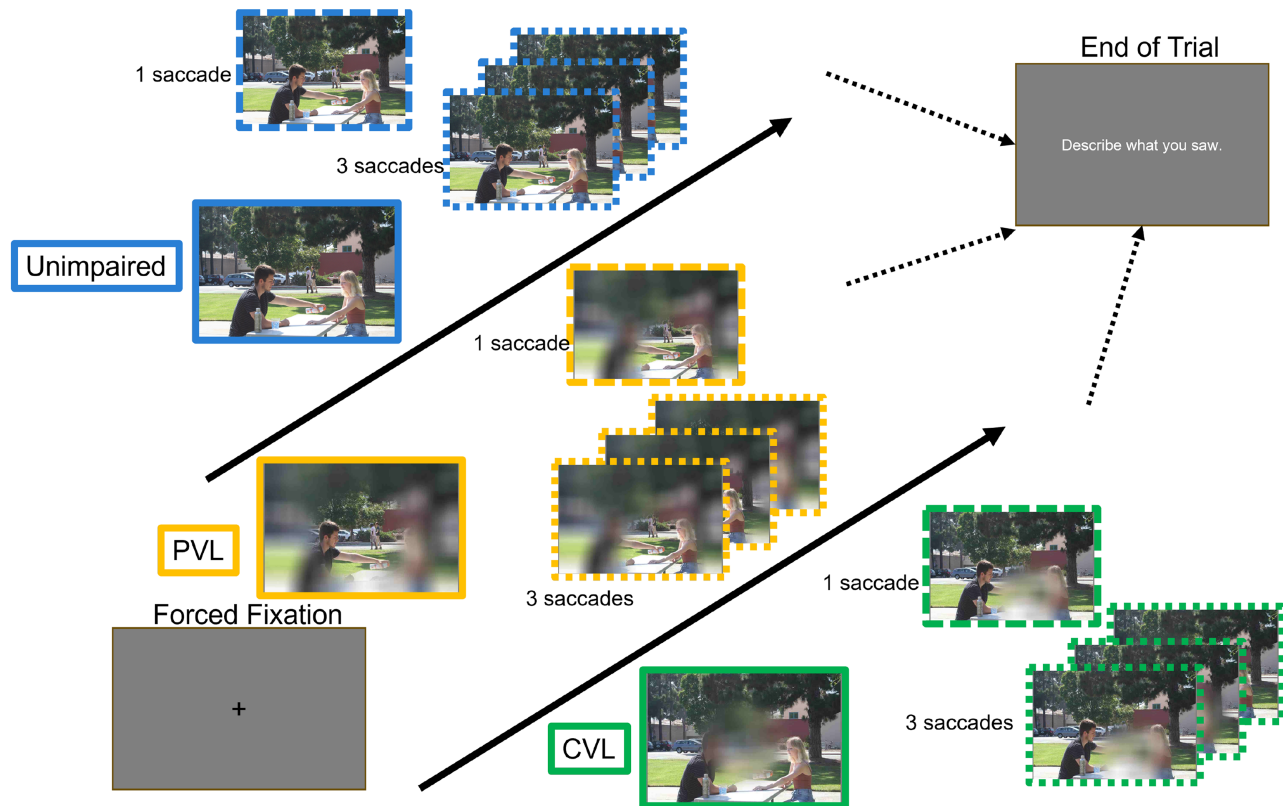 End of Trial
1 saccade
Describe what you saw.
3 saccades
Unimpaired
1 saccade
PVL
3 saccades
1 saccade
Forced Fixation
+
3 saccades
CVL